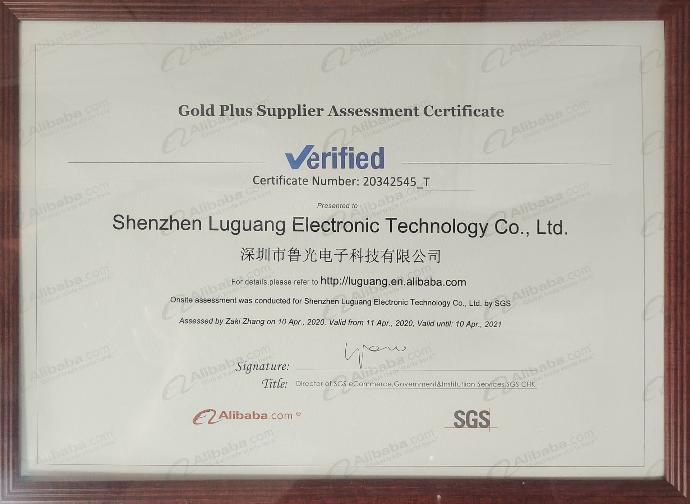 Gold Plus Supplier Assessment Certificate
Verified
Certificate Number: 20342545_T
Presented to
Shenzhen Luguang Electronic Technology Co., Ltd.
深圳市鲁光电子科技有限公司
For details please refer to http://luguang.en.alibaba.com
Onsite assessment was conducted for Shenzhen Luguang Electronic Technology Co., Ltd. by SGS
Assessed by Zaki Zhang on 10 Apr., 2020. Valid from 11 Apr., 2020, Valid until: 10 Apr., 2021
Signature:
Title: Director of SGS eCommerce,Government&Institution Services,SGS CHK
Alibaba.com®
SGS